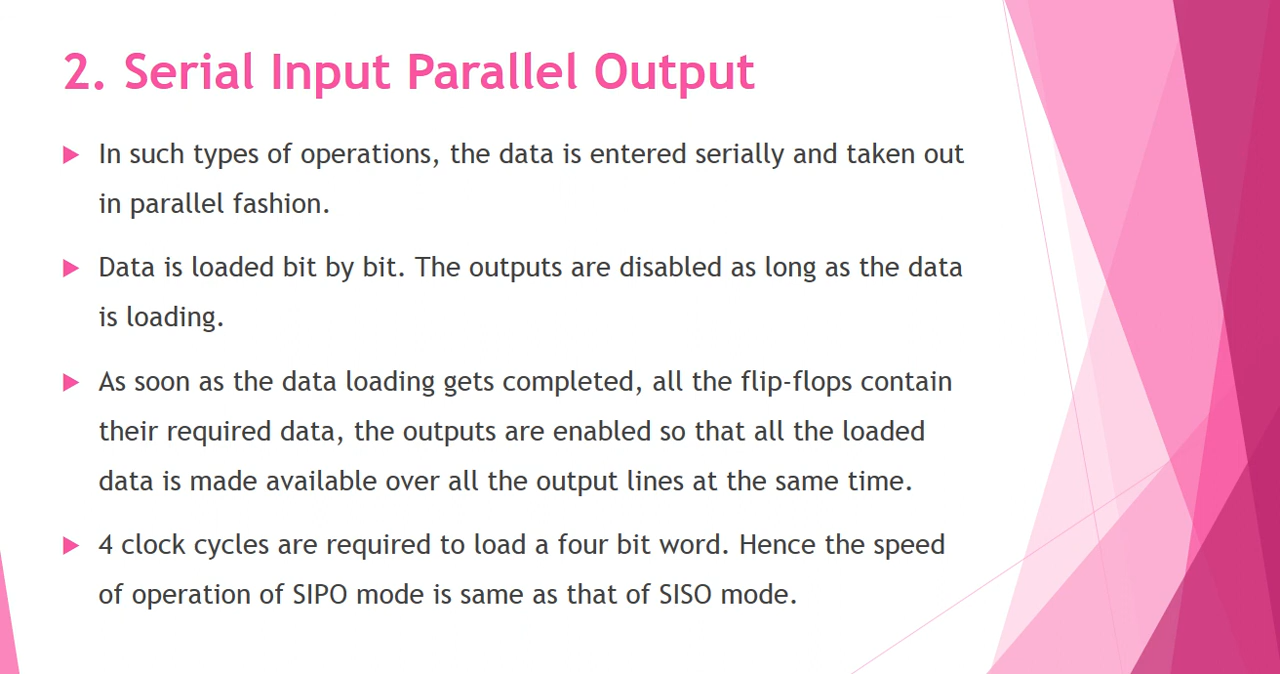 2. Serial Input Parallel Output
In such types of operations, the data is entered serially and taken out
in parallel fashion.
Data is loaded bit by bit. The outputs are disabled as long as the data
is loading.
As soon as the data loading gets completed, all the flip-flops contain
their required data, the outputs are enabled so that all the loaded
data is made available over all the output lines at the same time.
4 clock cycles are required to load a four bit word. Hence the speed
of operation of SIPO mode is same as that of SISO mode.